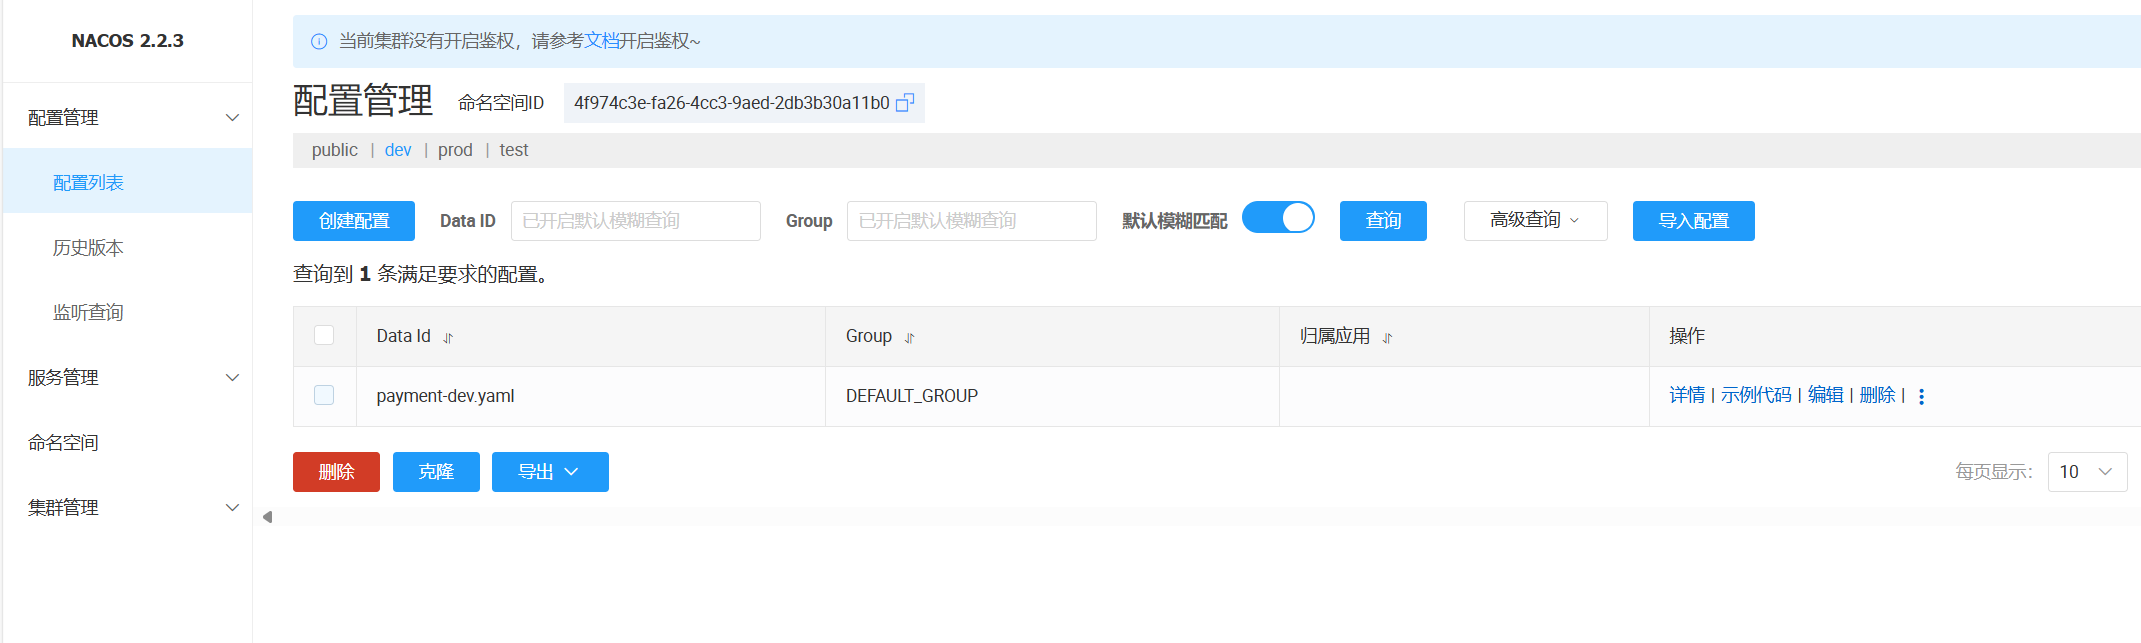 NACOS 2.2.3
配置管理
配置列表
历史版本
监听查询
服务管理
命名空间
集群管理
当前集群没有开启鉴权，请参考文档开启鉴权~
配置管理 命名空间ID 4f974c3e-fa26-4cc3-9aed-2db3b30a11b0
public | dev | prod | test
创建配置 Data ID 已开启默认模糊查询 Group 已开启默认模糊查询 默认模糊匹配 查询 高级查询 导入配置
查询到 1 条满足要求的配置。
Data Id Group 归属应用 操作
payment-dev.yaml DEFAULT_GROUP 详情 | 示例代码 | 编辑 | 删除 |
删除 克隆 导出 每页显示: 10